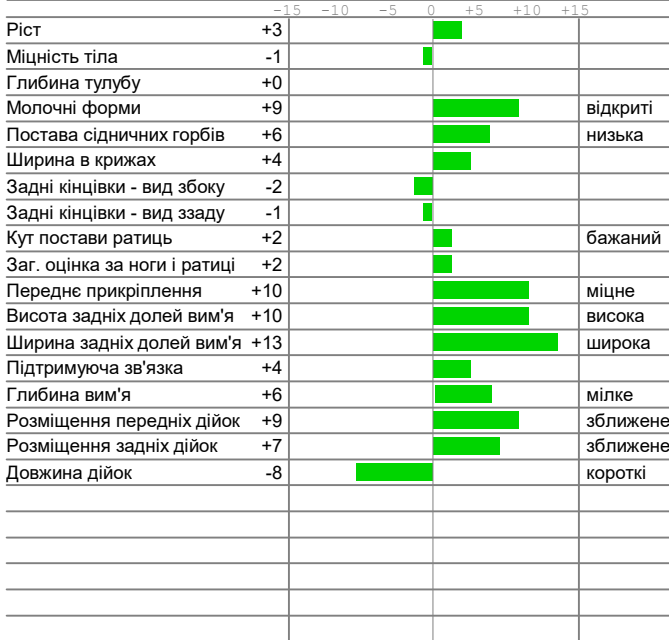 -15 -10 -5 0 +5 +10 +15
Ріст +3
Міцність тіла -1
Глибина тулубу +0
Молочні форми +9 відкриті
Постава сідничних горбів +6 низька
Ширина в крижах +4
Задні кінцівки - вид збоку -2
Задні кінцівки - вид ззаду -1
Кут постави ратиць +2 бажаний
Заг. оцінка за ноги і ратиці +2
Переднє прикріплення +10 міцне
Висота задніх долей вим'я +10 висока
Ширина задніх долей вим'я +13 широка
Підтримуюча зв'язка +4
Глибина вим'я +6 мілке
Розміщення передніх дійок +9 зближене
Розміщення задніх дійок +7 зближене
Довжина дійок -8 короткі